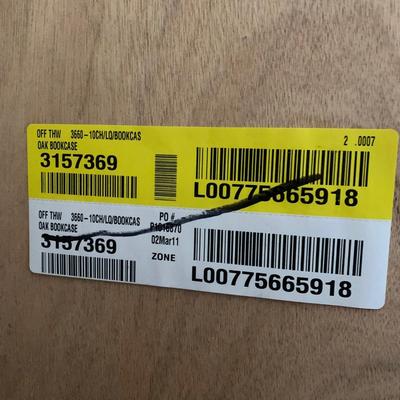 OFF THW 3660-10CH/LQ/BOOKCAS 2 .0007
OAK BOOKCASE
3157369
L00775665918
OFF THW 3660-10CH/LQ/BOOKCAS PO #
OAK BOOKCASE
3157369 02Mar11
ZONE
L00775665918